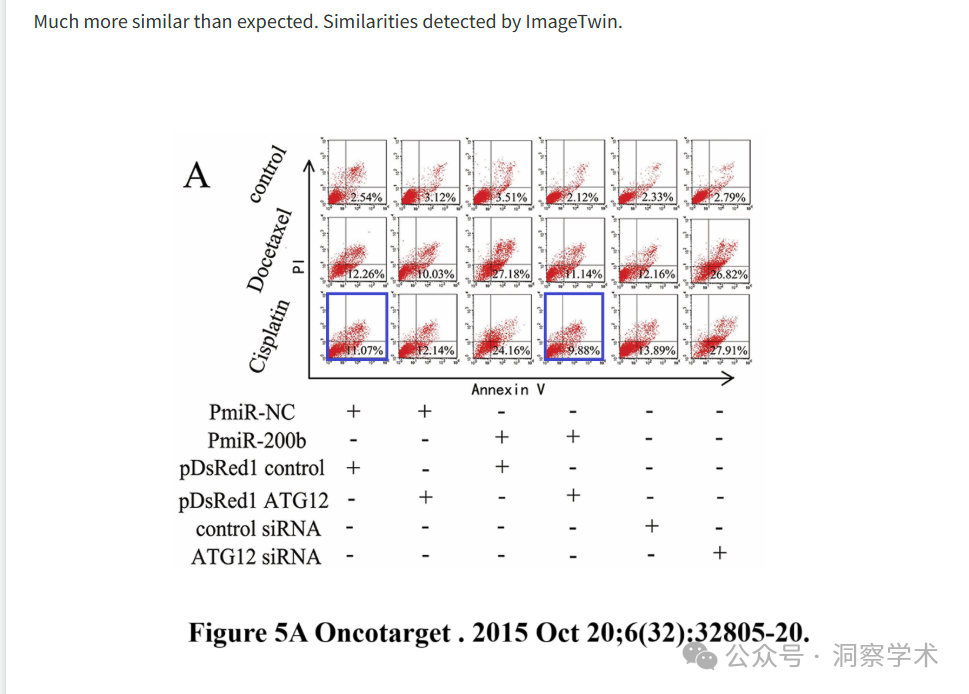 Much more similar than expected. Similarities detected by ImageTwin.
A
control
2.54% 3.12% 3.51% 2.12% 2.33% 2.79%
Docetaxel
PI
12.26% 10.03% 27.18% 11.14% 12.16% 26.82%
Cisplatin
11.07% 12.14% 24.16% 9.88% 13.89% 27.91%
Annexin V
PmiR-NC + + - - - -
PmiR-200b - - + + - -
pDsRed1 control + - + - - -
pDsRed1 ATG12 - + - + - -
control siRNA - - - - + -
ATG12 siRNA - - - - - +
Figure 5A Oncotarget . 2015 Oct 20;6(32):32805-20.
公众号 · 洞察学术